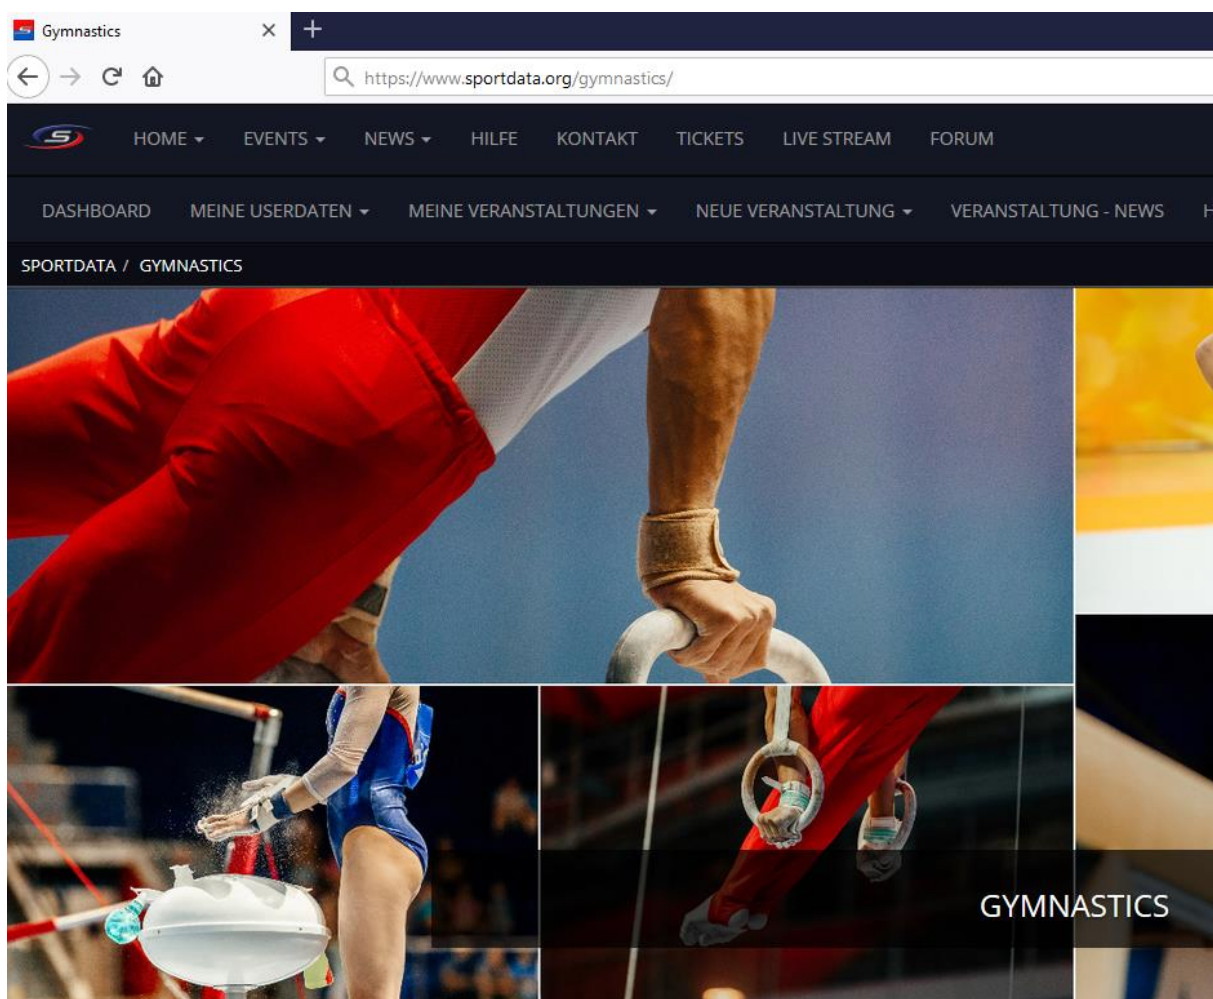 Gymnastics
https://www.sportdata.org/gymnastics/
HOME EVENTS NEWS HILFE KONTAKT TICKETS LIVE STREAM FORUM
DASHBOARD MEINE USERDATEN MEINE VERANSTALTUNGEN NEUE VERANSTALTUNG VERANSTALTUNG - NEWS
SPORTDATA / GYMNASTICS
GYMNASTICS